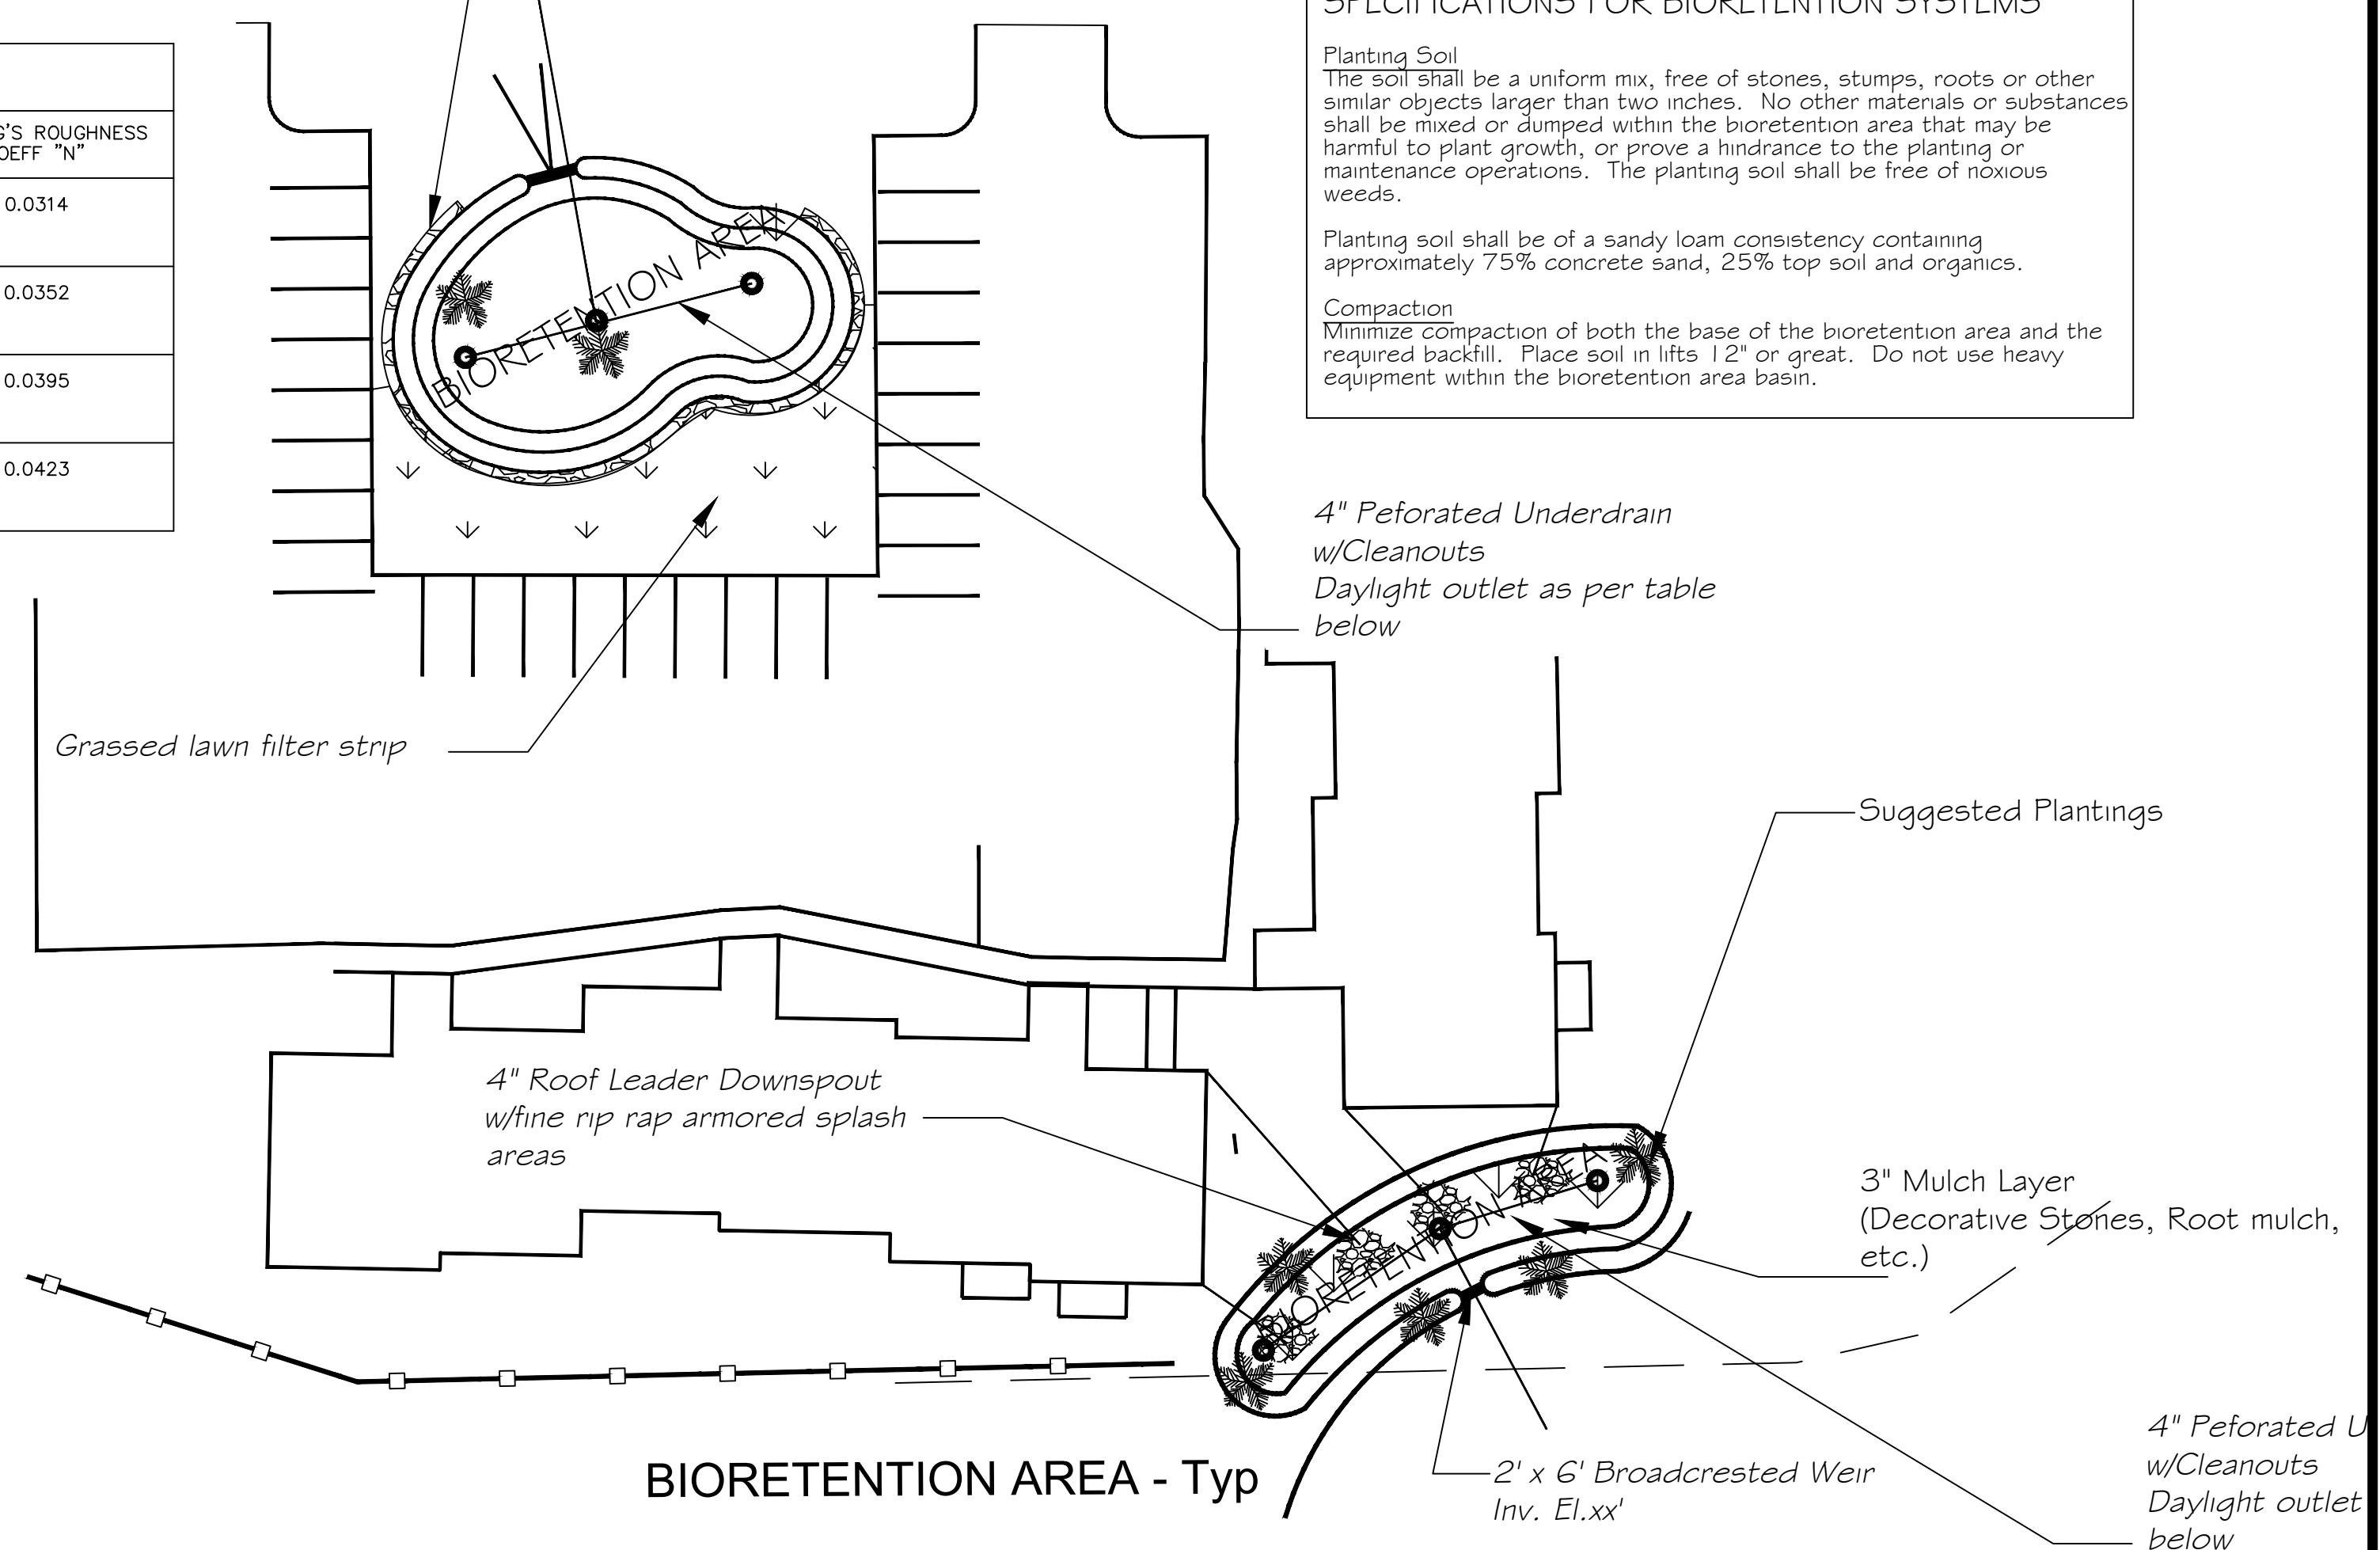 SPECIFICATIONS FOR BIORETENTION SYSTEMS
Planting Soil
The soil shall be a uniform mix, free of stones, stumps, roots or other
similar objects larger than two inches. No other materials or substances
shall be mixed or dumped within the bioretention area that may be
harmful to plant growth, or prove a hindrance to the planting or
maintenance operations. The planting soil shall be free of noxious
weeds.
Planting soil shall be of a sandy loam consistency containing
approximately 75% concrete sand, 25% top soil and organics.
Compaction
Minimize compaction of both the base of the bioretention area and the
required backfill. Place soil in lifts 12" or great. Do not use heavy
equipment within the bioretention area basin.
'S ROUGHNESS
OEFF "N"
0.0314
0.0352
0.0395
0.0423
BIORETENTION AREA
4" Peforated Underdrain
w/Cleanouts
Daylight outlet as per table
below
Grassed lawn filter strip
Suggested Plantings
4" Roof Leader Downspout
w/fine rip rap armored splash
areas
BIORETENTION AREA
3" Mulch Layer
(Decorative Stones, Root mulch,
etc.)
2' x 6' Broadcrested Weir
Inv. El.xx'
4" Peforated U
w/Cleanouts
Daylight outlet
below
BIORETENTION AREA - Typ